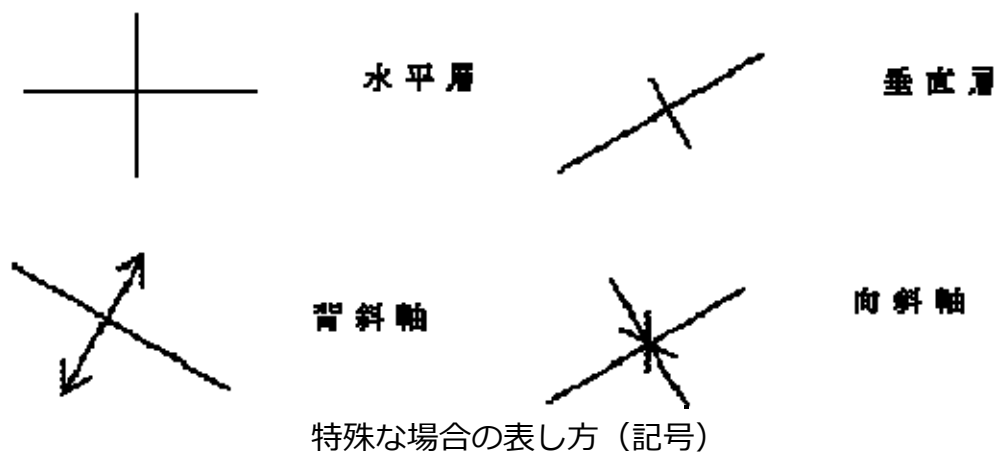 水平層
垂直層
背斜軸
向斜軸
特殊な場合の表し方（記号）